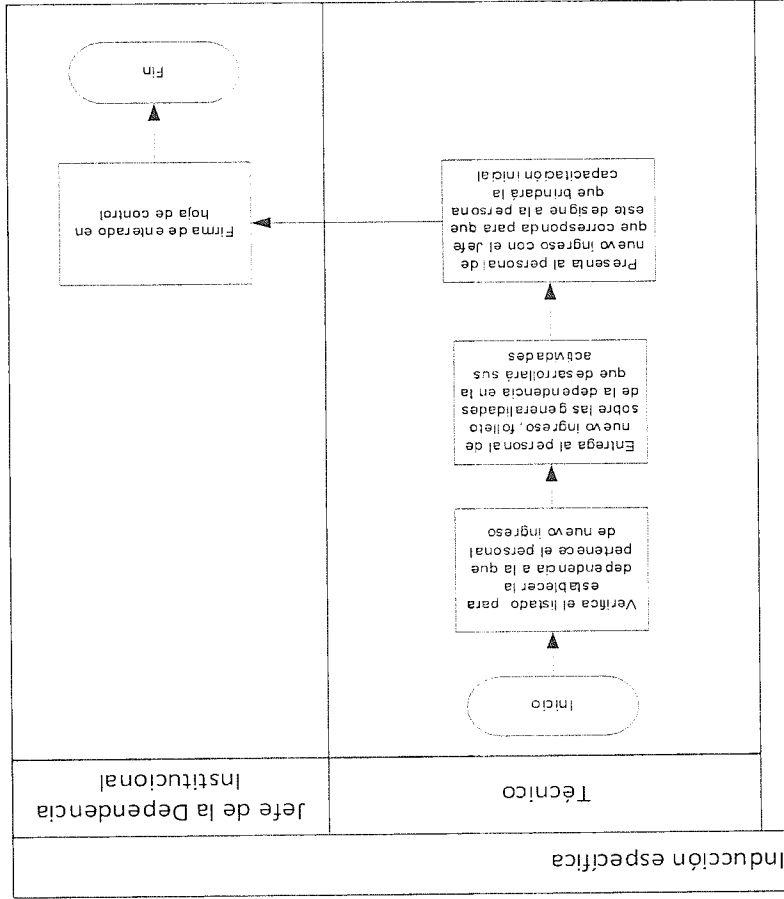 Inducción específica
Técnico
Jefe de la Dependencia
Institucional
Inicio
Verifica el listado para
establecer la
dependencia a la que
pertenece el personal
de nuevo ingreso
Entrega al personal de
nuevo ingreso, folleto
sobre las generalidades
de la dependencia en la
que desarrollará sus
actividades
Presenta al personal de
nuevo ingreso con el Jefe
que corresponda para que
este designe a la persona
que brindará la
capacitación inicial
Firma de enterado en
hoja de control
Fin